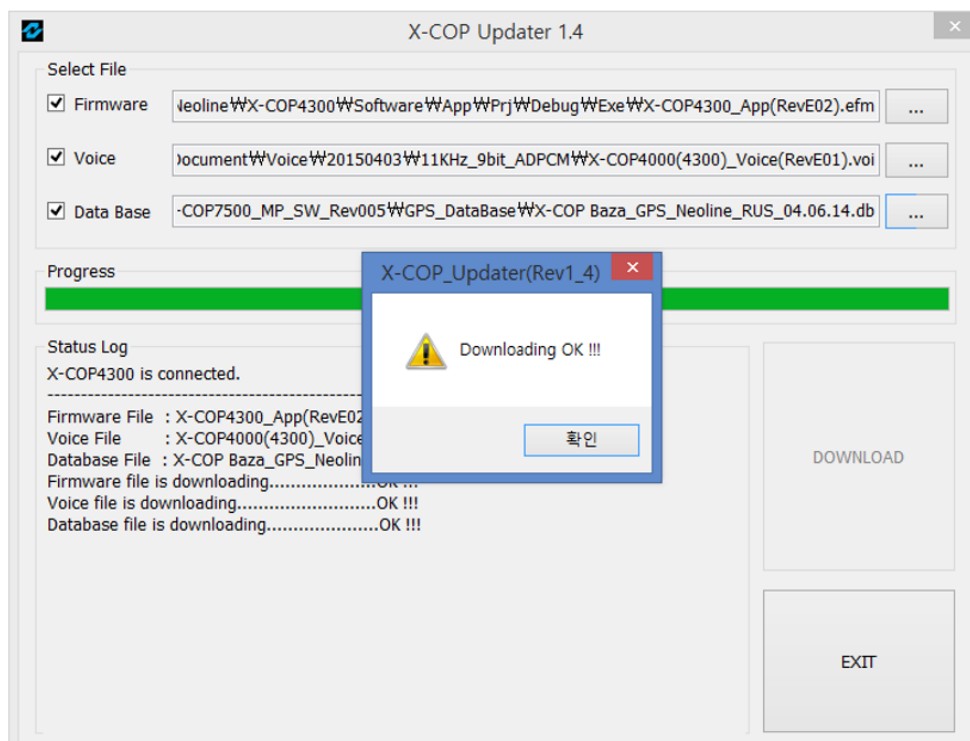 X-COP Updater 1.4
Select File
Firmware
Neoline₩X-COP4300₩Software₩App₩Prj₩Debug₩Exe₩X-COP4300_App(RevE02).efm
...
Voice
Document₩Voice₩20150403₩11KHz_9bit_ADPCM₩X-COP4000(4300)_Voice(RevE01).voi
...
Data Base
-COP7500_MP_SW_Rev005₩GPS_DataBase₩X-COP Baza_GPS_Neoline_RUS_04.06.14.db
...
Progress
X-COP_Updater(Rev1_4)
Downloading OK !!!
확인
Status Log
X-COP4300 is connected.
--------------------------------------------------
Firmware File : X-COP4300_App(RevE02
Voice File : X-COP4000(4300)_Voice
Database File : X-COP Baza_GPS_Neolin
Firmware file is downloading....................OK !!!
Voice file is downloading..........................OK !!!
Database file is downloading.....................OK !!!
DOWNLOAD
EXIT